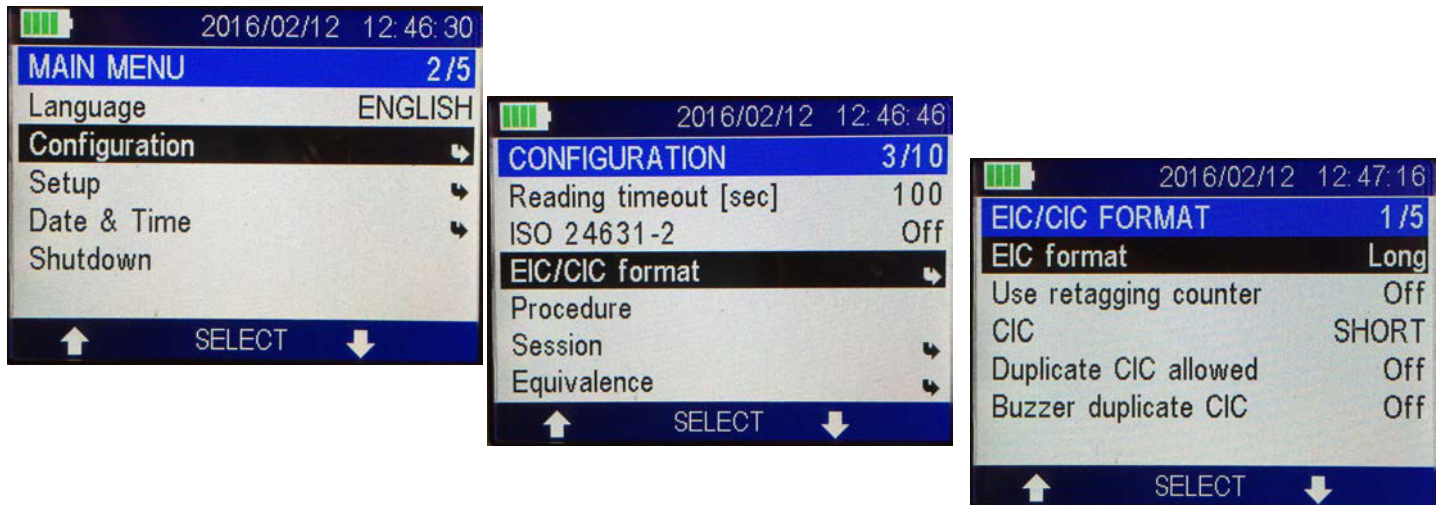 2016/02/12 12:46:30
MAIN MENU 2/5
Language ENGLISH
Configuration
Setup
Date & Time
Shutdown
SELECT
2016/02/12 12:46:46
CONFIGURATION 3/10
Reading timeout [sec] 100
ISO 24631-2 Off
EIC/CIC format
Procedure
Session
Equivalence
SELECT
2016/02/12 12:47:16
EIC/CIC FORMAT 1/5
EIC format Long
Use retagging counter Off
CIC SHORT
Duplicate CIC allowed Off
Buzzer duplicate CIC Off
SELECT